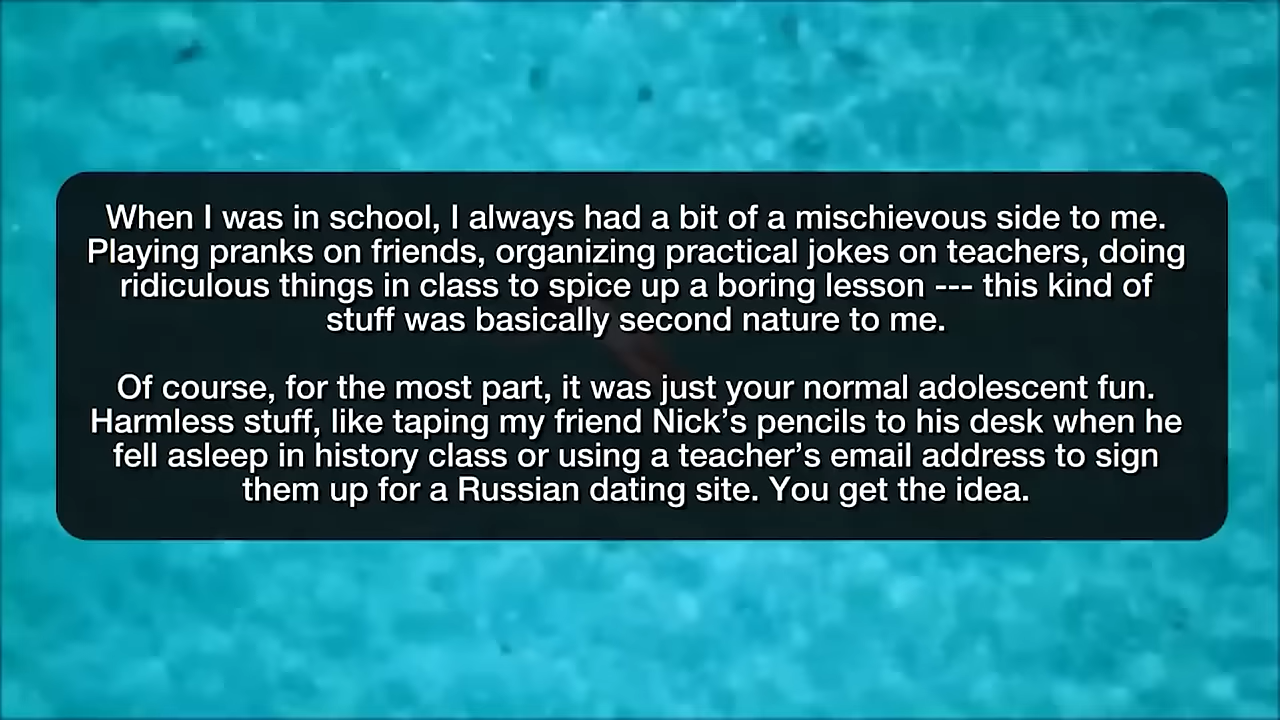 When I was in school, I always had a bit of a mischievous side to me.
Playing pranks on friends, organizing practical jokes on teachers, doing
ridiculous things in class to spice up a boring lesson --- this kind of
stuff was basically second nature to me.
Of course, for the most part, it was just your normal adolescent fun.
Harmless stuff, like taping my friend Nick’s pencils to his desk when he
fell asleep in history class or using a teacher’s email address to sign
them up for a Russian dating site. You get the idea.